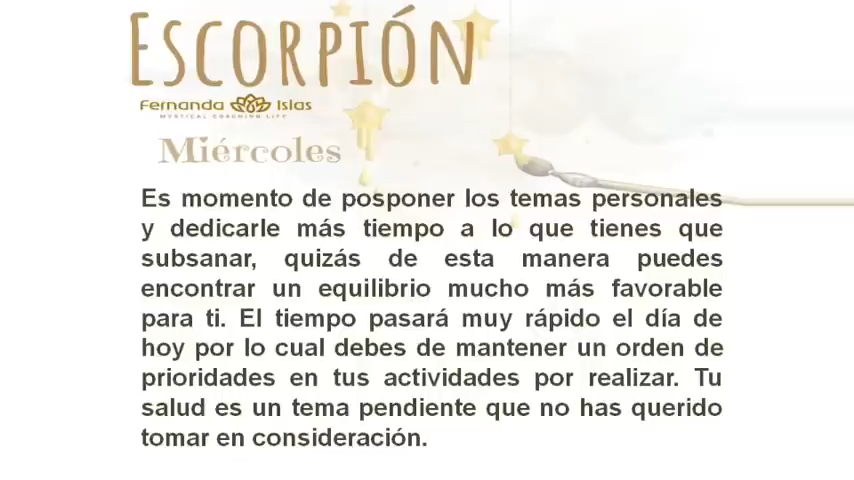 ESCORPIÓN
Fernanda Islas
MYSTICAL COACHING LIFE
Miércoles
Es momento de posponer los temas personales
y dedicarle más tiempo a lo que tienes que
subsanar, quizás de esta manera puedes
encontrar un equilibrio mucho más favorable
para ti. El tiempo pasará muy rápido el día de
hoy por lo cual debes de mantener un orden de
prioridades en tus actividades por realizar. Tu
salud es un tema pendiente que no has querido
tomar en consideración.